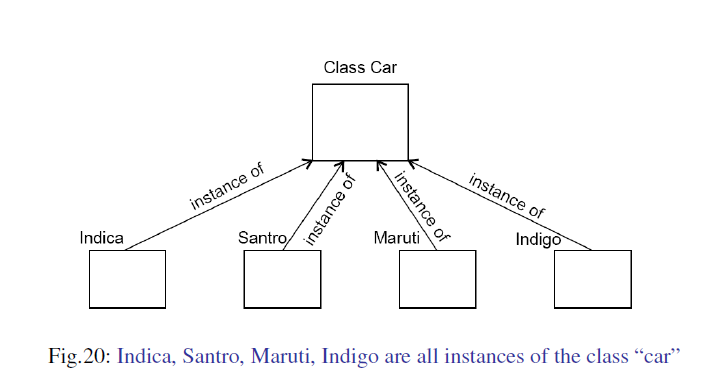 Class Car
instance of
instance of
instance of
instance of
Indica
Santro
Maruti
Indigo
Fig.20: Indica, Santro, Maruti, Indigo are all instances of the class “car”